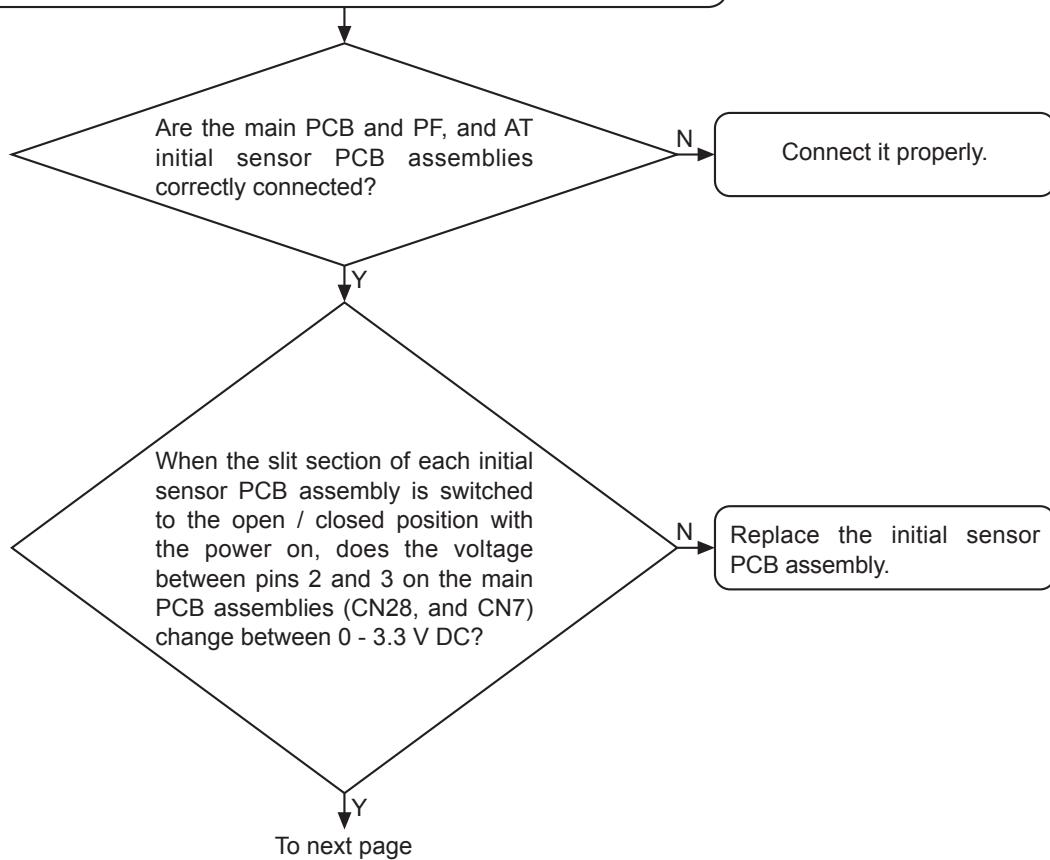 Are the main PCB and PF, and AT
initial sensor PCB assemblies
correctly connected?
N
Connect it properly.
Y
When the slit section of each initial
sensor PCB assembly is switched
to the open / closed position with
the power on, does the voltage
between pins 2 and 3 on the main
PCB assemblies (CN28, and CN7)
change between 0 - 3.3 V DC?
N
Replace the initial sensor
PCB assembly.
Y
To next page